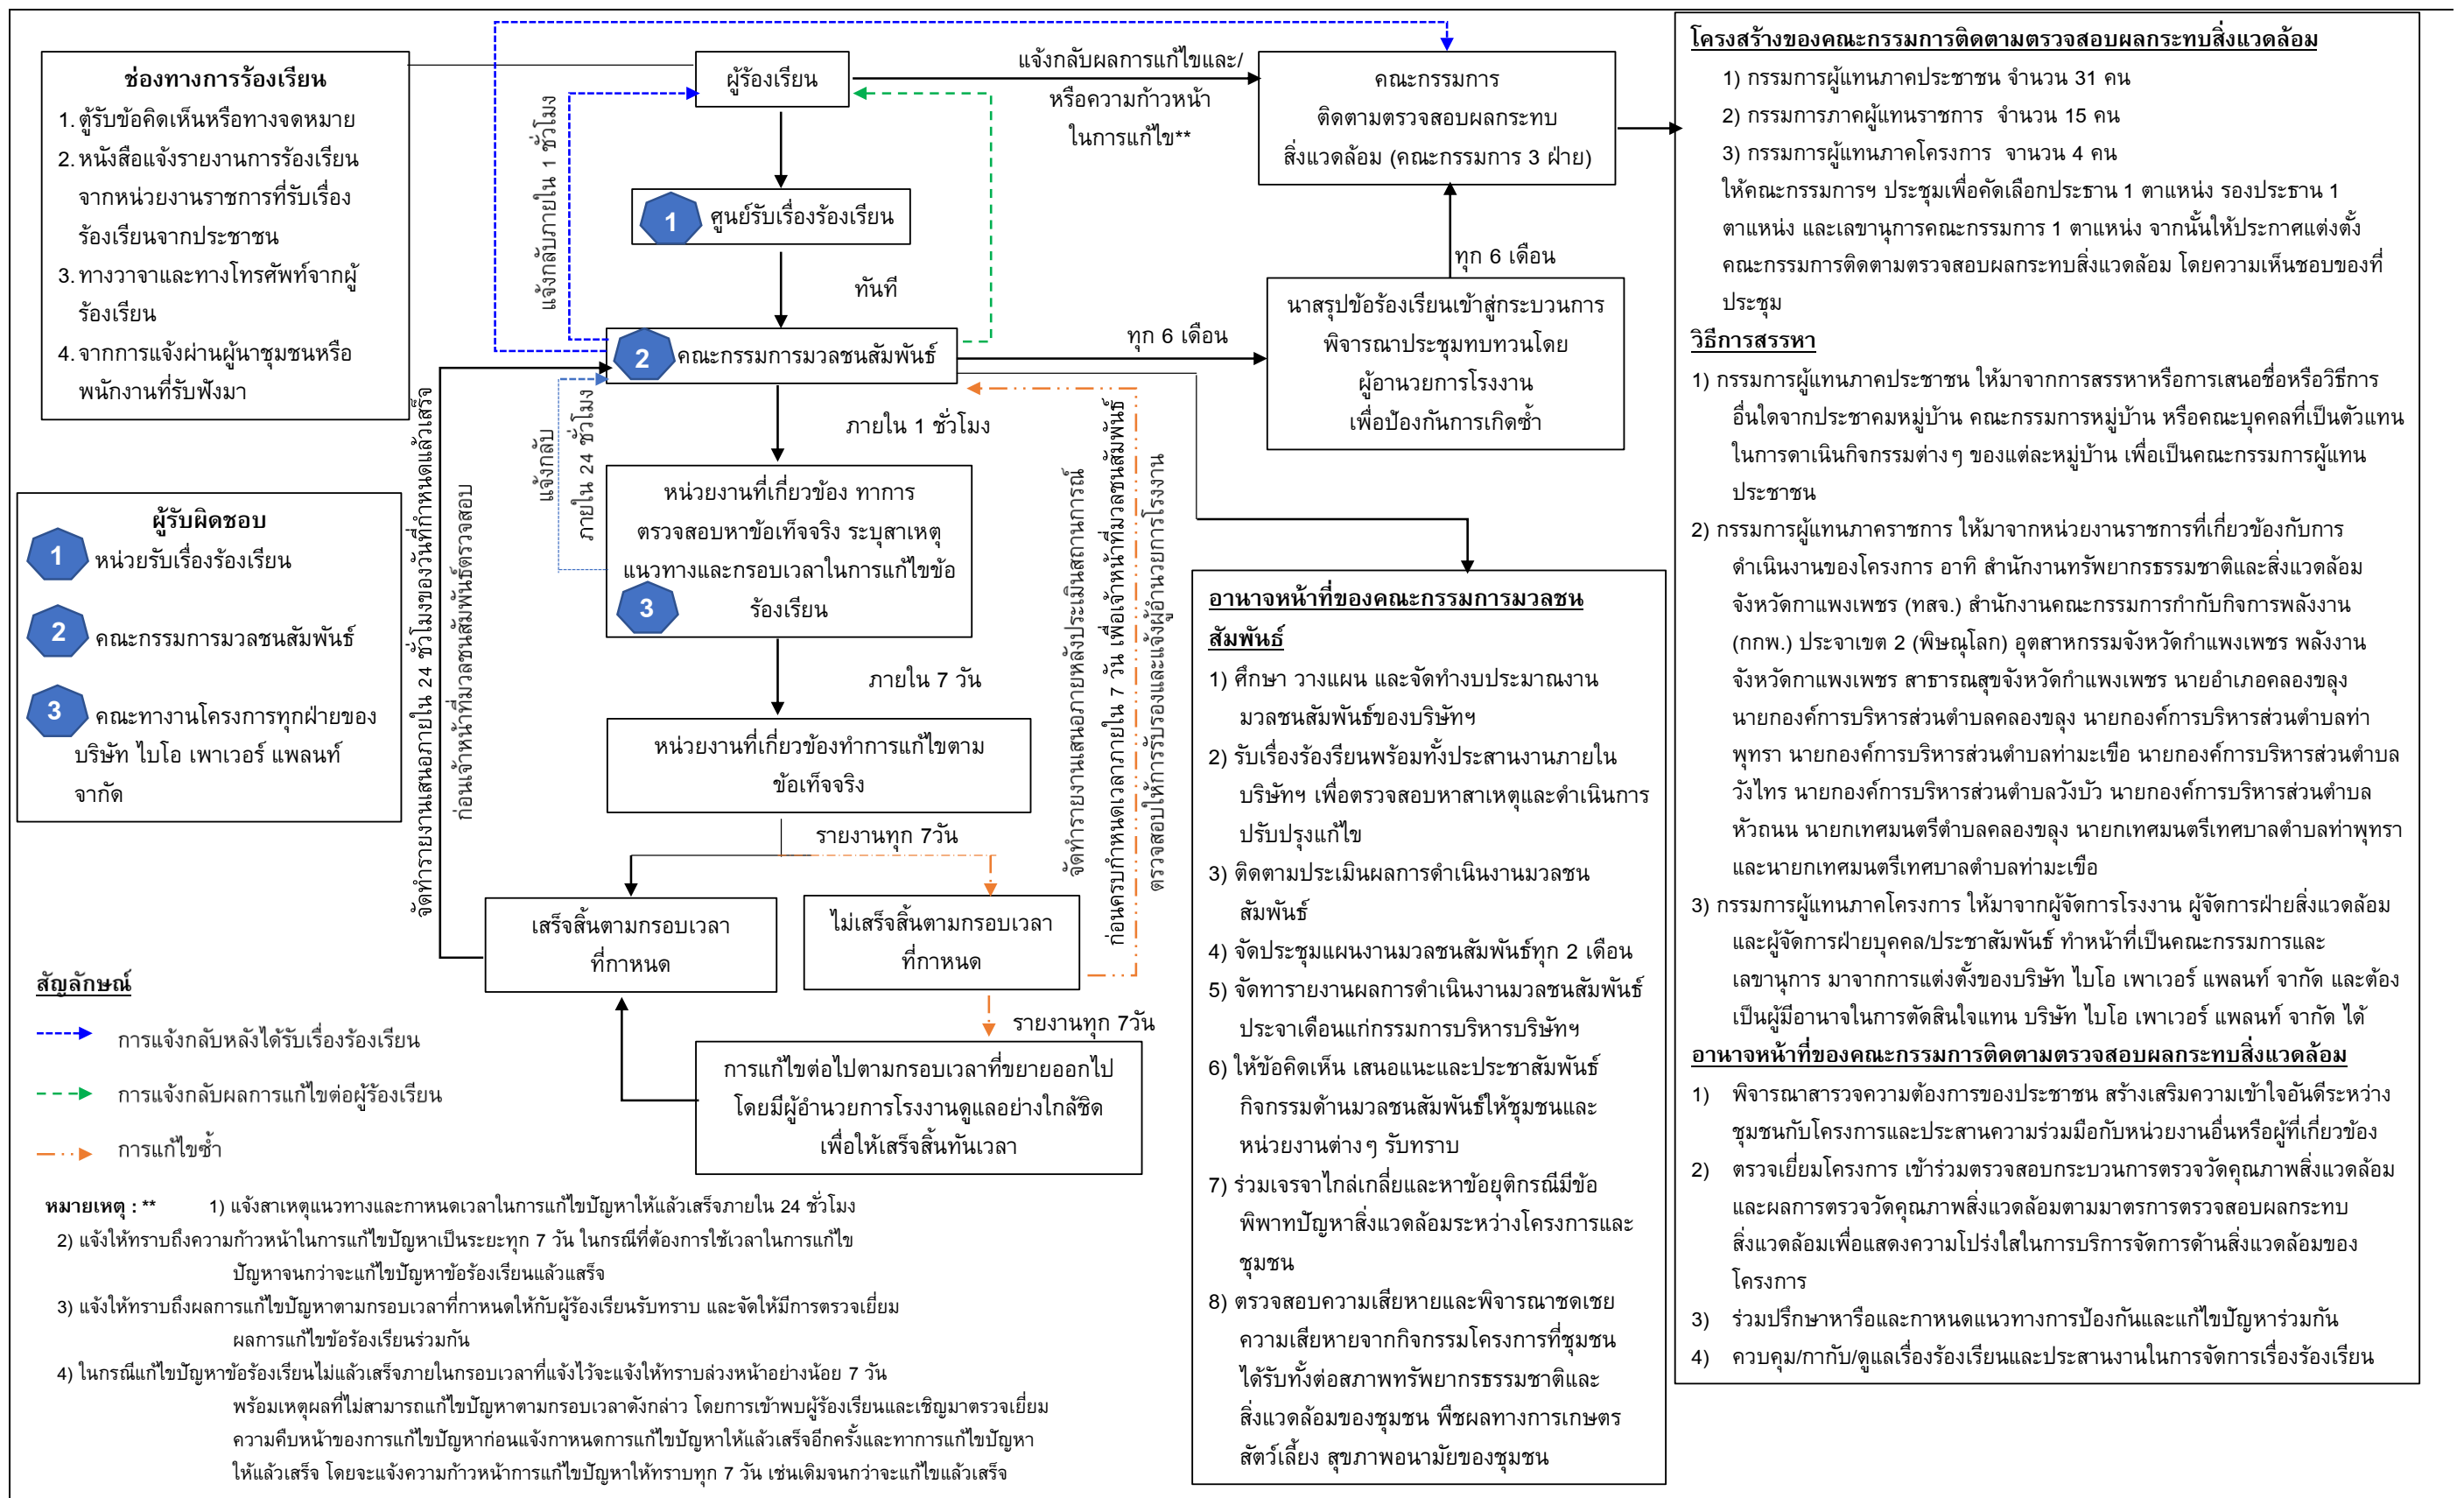 ช่องทางการร้องเรียน
1. ตู้รับข้อคิดเห็นหรือทางจดหมาย
2. หนังสือแจ้งรายงานการร้องเรียน
จากหน่วยงานราชการที่รับเรื่อง
ร้องเรียนจากประชาชน
3. ทางวาจาและทางโทรศัพท์จากผู้
ร้องเรียน
4. จากการแจ้งผ่านผู้นาชุมชนหรือ
พนักงานที่รับฟังมา
ผู้รับผิดชอบ
1 หน่วยรับเรื่องร้องเรียน
2 คณะกรรมการมวลชนสัมพันธ์
3 คณะทางานโครงการทุกฝ่ายของ
บริษัท ไบโอ เพาเวอร์ แพลนท์
จากัด
ผู้ร้องเรียน
แจ้งกลับผลการแก้ไขและ/
หรือความก้าวหน้า
ในการแก้ไข**
คณะกรรมการ
ติดตามตรวจสอบผลกระทบ
สิ่งแวดล้อม (คณะกรรมการ 3 ฝ่าย)
แจ้งกลับภายใน 1 ชั่วโมง
1 ศูนย์รับเรื่องร้องเรียน
ทันที
ทุก 6 เดือน
2 คณะกรรมการมวลชนสัมพันธ์
ทุก 6 เดือน
นาสรุปข้อร้องเรียนเข้าสู่กระบวนการ
พิจารณาประชุมทบทวนโดย
ผู้อานวยการโรงงาน
เพื่อป้องกันการเกิดซ้ำ
ภายใน 1 ชั่วโมง
แจ้งกลับ
ภายใน 24 ชั่วโมง
หน่วยงานที่เกี่ยวข้อง ทาการ
ตรวจสอบหาข้อเท็จจริง ระบุสาเหตุ
แนวทางและกรอบเวลาในการแก้ไขข้อ
ร้องเรียน
3
ภายใน 7 วัน
หน่วยงานที่เกี่ยวข้องทำการแก้ไขตาม
ข้อเท็จจริง
รายงานทุก 7วัน
เสร็จสิ้นตามกรอบเวลา
ที่กาหนด
ไม่เสร็จสิ้นตามกรอบเวลา
ที่กาหนด
รายงานทุก 7วัน
การแก้ไขต่อไปตามกรอบเวลาที่ขยายออกไป
โดยมีผู้อำนวยการโรงงานดูแลอย่างใกล้ชิด
เพื่อให้เสร็จสิ้นทันเวลา
จัดทำรายงานเสนอภายใน 24 ชั่วโมงของวันที่กำหนดแล้วเสร็จ
ก่อนเจ้าหน้าที่มวลชนสัมพันธ์ตรวจสอบ
จัดทำรายงานเสนอภายหลังประเมินสถานการณ์
ก่อนครบกำหนดเวลาภายใน 7 วัน เพื่อเจ้าหน้าที่มวลชนสัมพันธ์
ตรวจสอบให้การรับรองและแจ้งผู้อำนวยการโรงงาน
สัญลักษณ์
การแจ้งกลับหลังได้รับเรื่องร้องเรียน
การแจ้งกลับผลการแก้ไขต่อผู้ร้องเรียน
การแก้ไขซ้ำ
หมายเหตุ : ** 1) แจ้งสาเหตุแนวทางและกาหนดเวลาในการแก้ไขปัญหาให้แล้วเสร็จภายใน 24 ชั่วโมง
2) แจ้งให้ทราบถึงความก้าวหน้าในการแก้ไขปัญหาเป็นระยะทุก 7 วัน ในกรณีที่ต้องการใช้เวลาในการแก้ไข
ปัญหาจนกว่าจะแก้ไขปัญหาข้อร้องเรียนแล้วแสร็จ
3) แจ้งให้ทราบถึงผลการแก้ไขปัญหาตามกรอบเวลาที่กาหนดให้กับผู้ร้องเรียนรับทราบ และจัดให้มีการตรวจเยี่ยม
ผลการแก้ไขข้อร้องเรียนร่วมกัน
4) ในกรณีแก้ไขปัญหาข้อร้องเรียนไม่แล้วเสร็จภายในกรอบเวลาที่แจ้งไว้จะแจ้งให้ทราบล่วงหน้าอย่างน้อย 7 วัน
พร้อมเหตุผลที่ไม่สามารถแก้ไขปัญหาตามกรอบเวลาดังกล่าว โดยการเข้าพบผู้ร้องเรียนและเชิญมาตรวจเยี่ยม
ความคืบหน้าของการแก้ไขปัญหาก่อนแจ้งกาหนดการแก้ไขปัญหาให้แล้วเสร็จอีกครั้งและทาการแก้ไขปัญหา
ให้แล้วเสร็จ โดยจะแจ้งความก้าวหน้าการแก้ไขปัญหาให้ทราบทุก 7 วัน เช่นเดิมจนกว่าจะแก้ไขแล้วเสร็จ
อานาจหน้าที่ของคณะกรรมการมวลชน
สัมพันธ์
1) ศึกษา วางแผน และจัดทำงบประมาณงาน
มวลชนสัมพันธ์ของบริษัทฯ
2) รับเรื่องร้องเรียนพร้อมทั้งประสานงานภายใน
บริษัทฯ เพื่อตรวจสอบหาสาเหตุและดำเนินการ
ปรับปรุงแก้ไข
3) ติดตามประเมินผลการดำเนินงานมวลชน
สัมพันธ์
4) จัดประชุมแผนงานมวลชนสัมพันธ์ทุก 2 เดือน
5) จัดทารายงานผลการดำเนินงานมวลชนสัมพันธ์
ประจาเดือนแก่กรรมการบริหารบริษัทฯ
6) ให้ข้อคิดเห็น เสนอแนะและประชาสัมพันธ์
กิจกรรมด้านมวลชนสัมพันธ์ให้ชุมชนและ
หน่วยงานต่างๆ รับทราบ
7) ร่วมเจรจาไกล่เกลี่ยและหาข้อยุติกรณีมีข้อ
พิพาทปัญหาสิ่งแวดล้อมระหว่างโครงการและ
ชุมชน
8) ตรวจสอบความเสียหายและพิจารณาชดเชย
ความเสียหายจากกิจกรรมโครงการที่ชุมชน
ได้รับทั้งต่อสภาพทรัพยากรธรรมชาติและ
สิ่งแวดล้อมของชุมชน พืชผลทางการเกษตร
สัตว์เลี้ยง สุขภาพอนามัยของชุมชน
โครงสร้างของคณะกรรมการติดตามตรวจสอบผลกระทบสิ่งแวดล้อม
1) กรรมการผู้แทนภาคประชาชน จำนวน 31 คน
2) กรรมการภาคผู้แทนราชการ จำนวน 15 คน
3) กรรมการผู้แทนภาคโครงการ จานวน 4 คน
ให้คณะกรรมการฯ ประชุมเพื่อคัดเลือกประธาน 1 ตาแหน่ง รองประธาน 1
ตาแหน่ง และเลขานุการคณะกรรมการ 1 ตาแหน่ง จากนั้นให้ประกาศแต่งตั้ง
คณะกรรมการติดตามตรวจสอบผลกระทบสิ่งแวดล้อม โดยความเห็นชอบของที่
ประชุม
วิธีการสรรหา
1) กรรมการผู้แทนภาคประชาชน ให้มาจากการสรรหาหรือการเสนอชื่อหรือวิธีการ
อื่นใดจากประชาคมหมู่บ้าน คณะกรรมการหมู่บ้าน หรือคณะบุคคลที่เป็นตัวแทน
ในการดาเนินกิจกรรมต่างๆ ของแต่ละหมู่บ้าน เพื่อเป็นคณะกรรมการผู้แทน
ประชาชน
2) กรรมการผู้แทนภาคราชการ ให้มาจากหน่วยงานราชการที่เกี่ยวข้องกับการ
ดำเนินงานของโครงการ อาทิ สำนักงานทรัพยากรธรรมชาติและสิ่งแวดล้อม
จังหวัดกาแพงเพชร (ทสจ.) สำนักงานคณะกรรมการกำกับกิจการพลังงาน
(กกพ.) ประจาเขต 2 (พิษณุโลก) อุตสาหกรรมจังหวัดกำแพงเพชร พลังงาน
จังหวัดกาแพงเพชร สาธารณสุขจังหวัดกำแพงเพชร นายอำเภอคลองขลุง
นายกองค์การบริหารส่วนตำบลคลองขลุง นายกองค์การบริหารส่วนตำบลท่า
พุทรา นายกองค์การบริหารส่วนตำบลท่ามะเขือ นายกองค์การบริหารส่วนตำบล
วังไทร นายกองค์การบริหารส่วนตำบลวังบัว นายกองค์การบริหารส่วนตำบล
หัวถนน นายกเทศมนตรีตำบลคลองขลุง นายกเทศมนตรีเทศบาลตำบลท่าพุทรา
และนายกเทศมนตรีเทศบาลตำบลท่ามะเขือ
3) กรรมการผู้แทนภาคโครงการ ให้มาจากผู้จัดการโรงงาน ผู้จัดการฝ่ายสิ่งแวดล้อม
และผู้จัดการฝ่ายบุคคล/ประชาสัมพันธ์ ทำหน้าที่เป็นคณะกรรมการและ
เลขานุการ มาจากการแต่งตั้งของบริษัท ไบโอ เพาเวอร์ แพลนท์ จากัด และต้อง
เป็นผู้มีอานาจในการตัดสินใจแทน บริษัท ไบโอ เพาเวอร์ แพลนท์ จากัด ได้
อานาจหน้าที่ของคณะกรรมการติดตามตรวจสอบผลกระทบสิ่งแวดล้อม
1) พิจารณาสารวจความต้องการของประชาชน สร้างเสริมความเข้าใจอันดีระหว่าง
ชุมชนกับโครงการและประสานความร่วมมือกับหน่วยงานอื่นหรือผู้ที่เกี่ยวข้อง
2) ตรวจเยี่ยมโครงการ เข้าร่วมตรวจสอบกระบวนการตรวจวัดคุณภาพสิ่งแวดล้อม
และผลการตรวจวัดคุณภาพสิ่งแวดล้อมตามมาตรการตรวจสอบผลกระทบ
สิ่งแวดล้อมเพื่อแสดงความโปร่งใสในการบริการจัดการด้านสิ่งแวดล้อมของ
โครงการ
3) ร่วมปรึกษาหารือและกาหนดแนวทางการป้องกันและแก้ไขปัญหาร่วมกัน
4) ควบคุม/กากับ/ดูแลเรื่องร้องเรียนและประสานงานในการจัดการเรื่องร้องเรียน